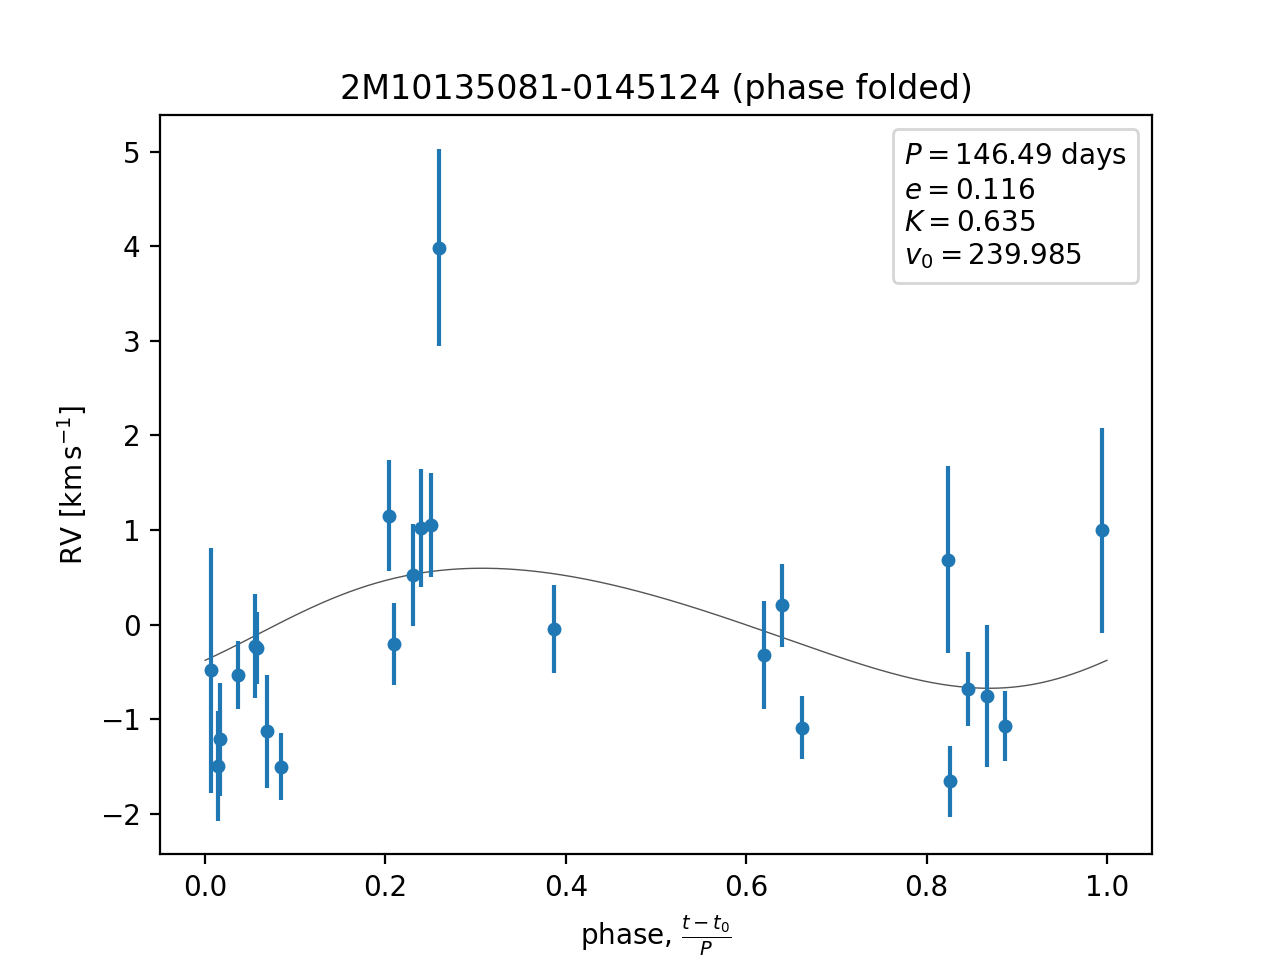 2M10135081-0145124 (phase folded)
P = 146.49 days
e = 0.116
K = 0.635
v₀ = 239.985
5
4
3
2
1
0
−1
−2
RV [km s⁻¹]
0.0 0.2 0.4 0.6 0.8 1.0
phase, (t − t₀)/P